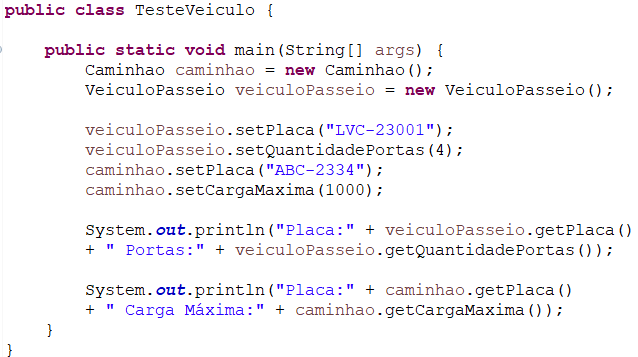 public class TesteVeiculo {
public static void main(String[] args) {
Caminhao caminhao = new Caminhao();
VeiculoPasseio veiculoPasseio = new VeiculoPasseio();
veiculoPasseio.setPlaca("LVC-23001");
veiculoPasseio.setQuantidadePortas(4);
caminhao.setPlaca("ABC-2334");
caminhao.setCargaMaxima(1000);
System.out.println("Placa:" + veiculoPasseio.getPlaca()
+ " Portas:" + veiculoPasseio.getQuantidadePortas());
System.out.println("Placa:" + caminhao.getPlaca()
+ " Carga Máxima:" + caminhao.getCargaMaxima());
}
}